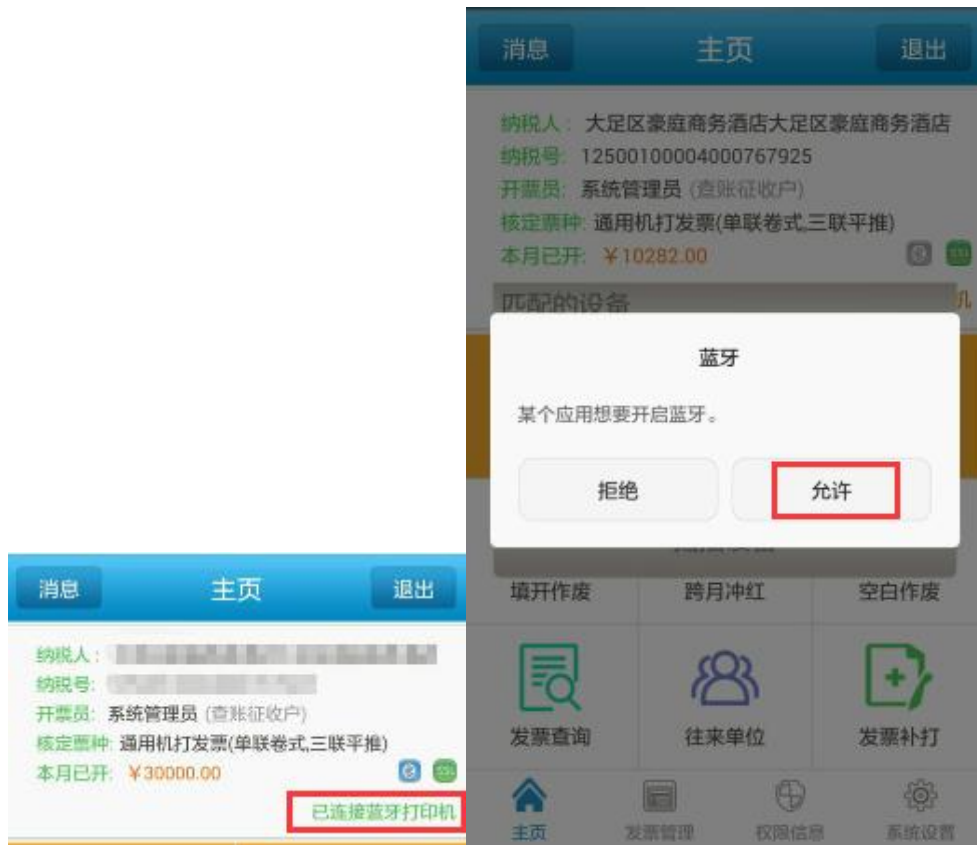 消息 主页 退出
纳税人：
纳税号:
开票员: 系统管理员 (查账征收户)
核定票种: 通用机打发票(单联卷式,三联平推)
本月已开: ￥30000.00
已连接蓝牙打印机
消息 主页 退出
纳税人： 大足区豪庭商务酒店大足区豪庭商务酒店
纳税号: 12500100004000767925
开票员: 系统管理员 (查账征收户)
核定票种: 通用机打发票(单联卷式,三联平推)
本月已开: ￥10282.00
匹配的设备 机
蓝牙
某个应用想要开启蓝牙。
拒绝 允许
填开作废 跨月冲红 空白作废
发票查询 往来单位 发票补打
主页 发票管理 权限信息 系统设置